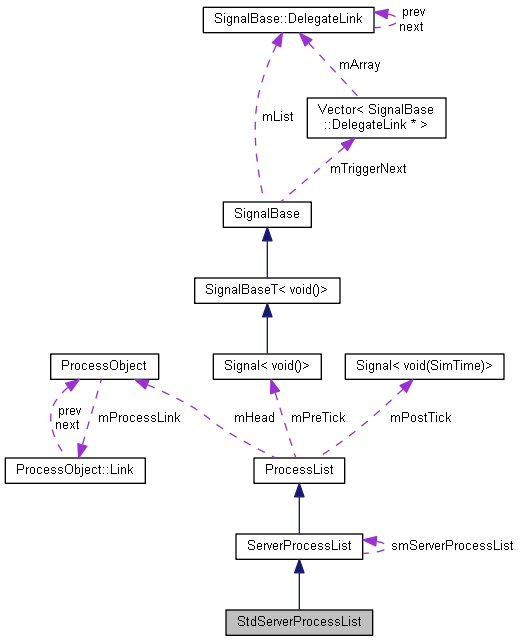 SignalBase::DelegateLink
prev
next
mArray
mList
Vector< SignalBase
::DelegateLink * >
mTriggerNext
SignalBase
SignalBaseT< void()>
ProcessObject
Signal< void()>
Signal< void(SimTime)>
prev
next
mProcessLink
mHead
mPreTick
mPostTick
ProcessObject::Link
ProcessList
ServerProcessList
smServerProcessList
StdServerProcessList